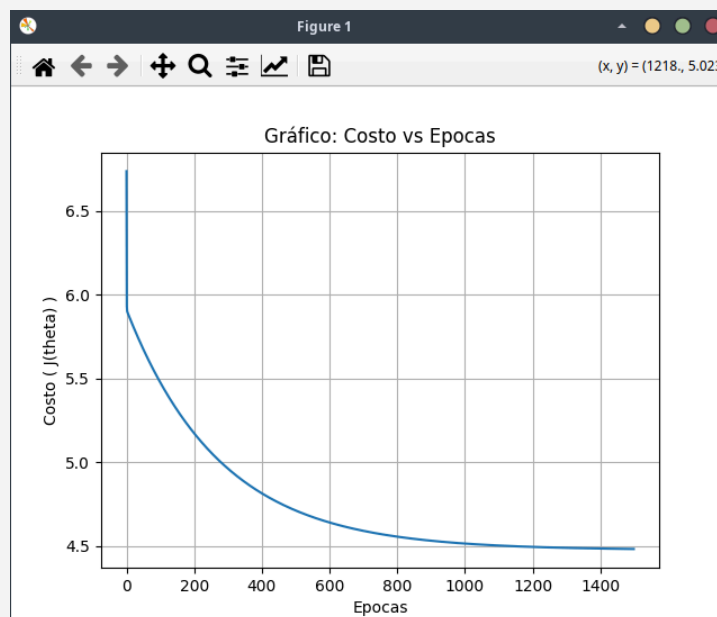 Figure 1
(x, y) = (1218., 5.023
Gráfico: Costo vs Epocas
6.5
6.0
5.5
5.0
4.5
Costo ( J(theta) )
0 200 400 600 800 1000 1200 1400
Epocas